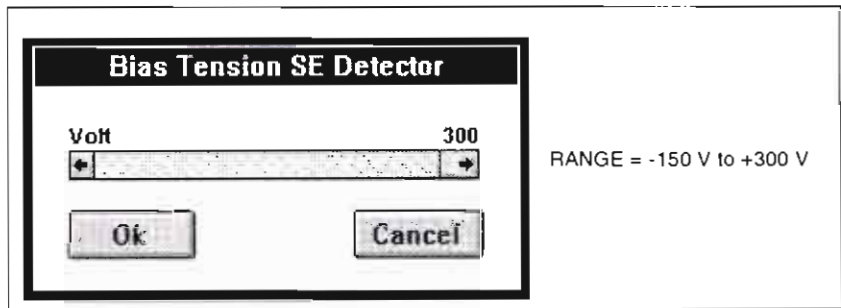 Bias Tension SE Detector
Volt 300
RANGE = -150 V to +300 V
Ok Cancel